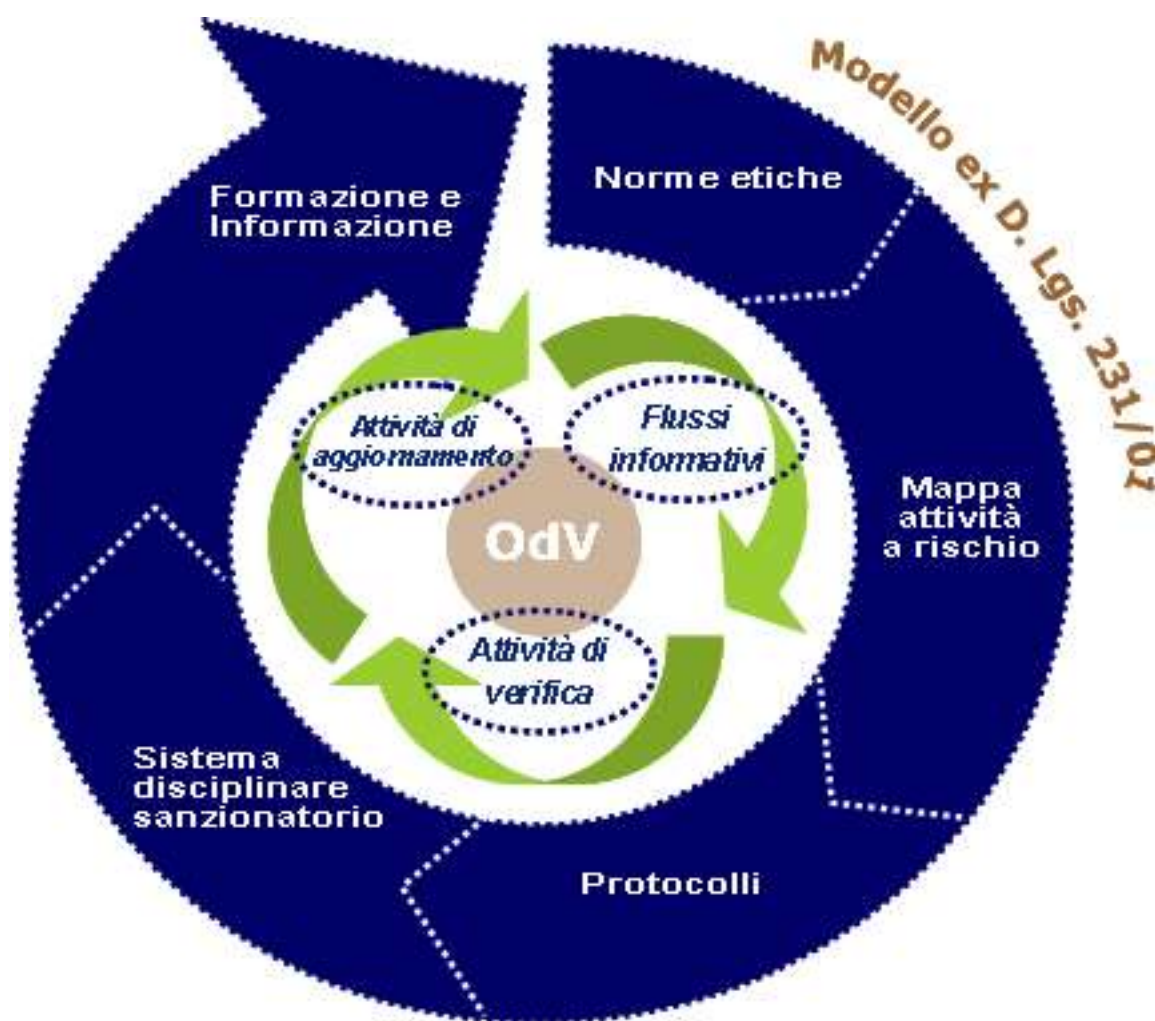 Modello ex D. Lgs. 231/01
Norme etiche
Formazione e
Informazione
Mappa
attività
a rischio
Attività di
aggiornamento
Flussi
informativi
OdV
Attività di
verifica
Sistema
disciplinare
sanzionatorio
Protocolli